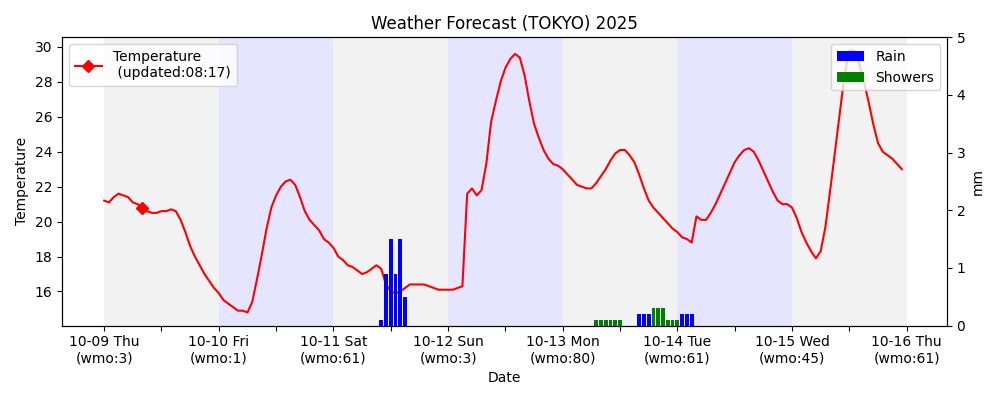 Weather Forecast (TOKYO) 2025
Temperature
(updated:08:17)
Rain
Showers
30
28
26
24
22
20
18
16
Temperature
5
4
3
2
1
0
mm
10-09 Thu
(wmo:3)
10-10 Fri
(wmo:1)
10-11 Sat
(wmo:61)
10-12 Sun
(wmo:3)
10-13 Mon
(wmo:80)
10-14 Tue
(wmo:61)
10-15 Wed
(wmo:45)
10-16 Thu
(wmo:61)
Date